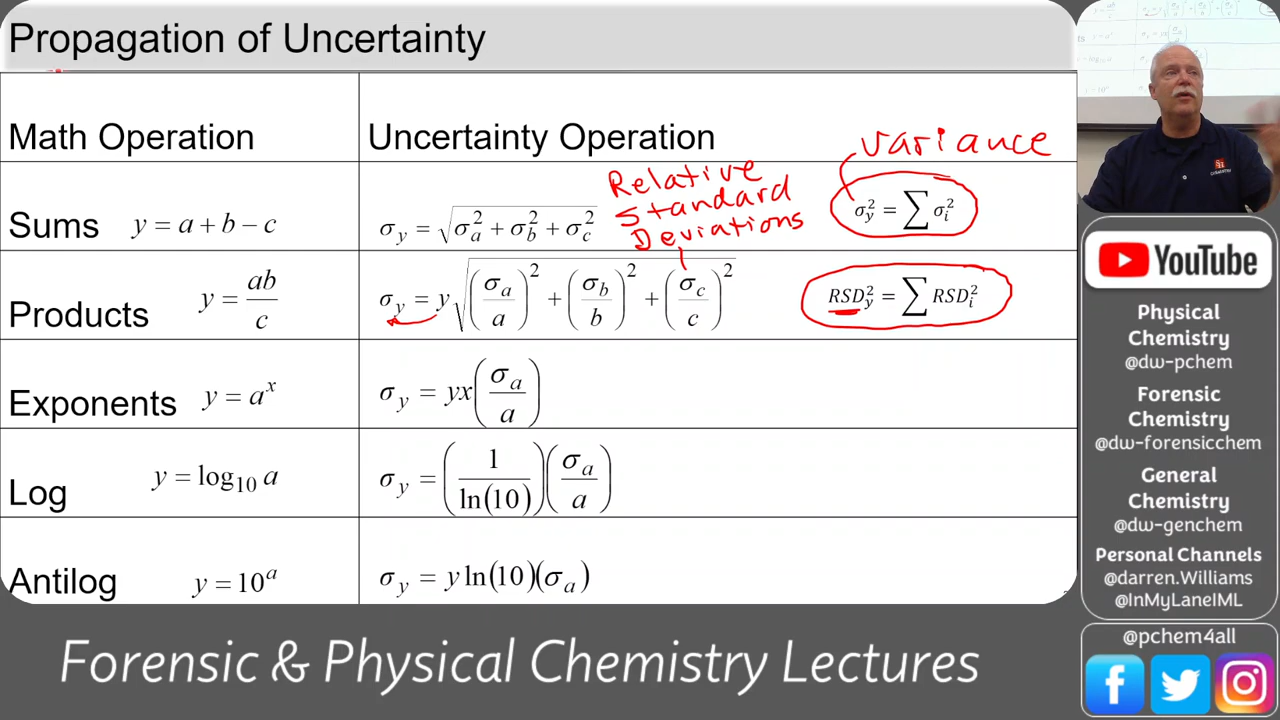 Propagation of Uncertainty
Math Operation
Uncertainty Operation
variance
Sums y = a + b − c
σ_y = √(σ_a² + σ_b² + σ_c²)
Relative
Standard
Deviations
σ_y² = ∑ σ_i²
Products y = ab/c
σ_y = y√((σ_a/a)² + (σ_b/b)² + (σ_c/c)²)
RSD_y² = ∑ RSD_i²
Exponents y = a^x
σ_y = yx(σ_a/a)
Log y = log₁₀ a
σ_y = (1/ln(10))(σ_a/a)
Antilog y = 10^a
σ_y = y ln(10)(σ_a)
Forensic & Physical Chemistry Lectures
YouTube
Physical
Chemistry
@dw-pchem
Forensic
Chemistry
@dw-forensicchem
General
Chemistry
@dw-genchem
Personal Channels
@darren.Williams
@InMyLaneIML
@pchem4all